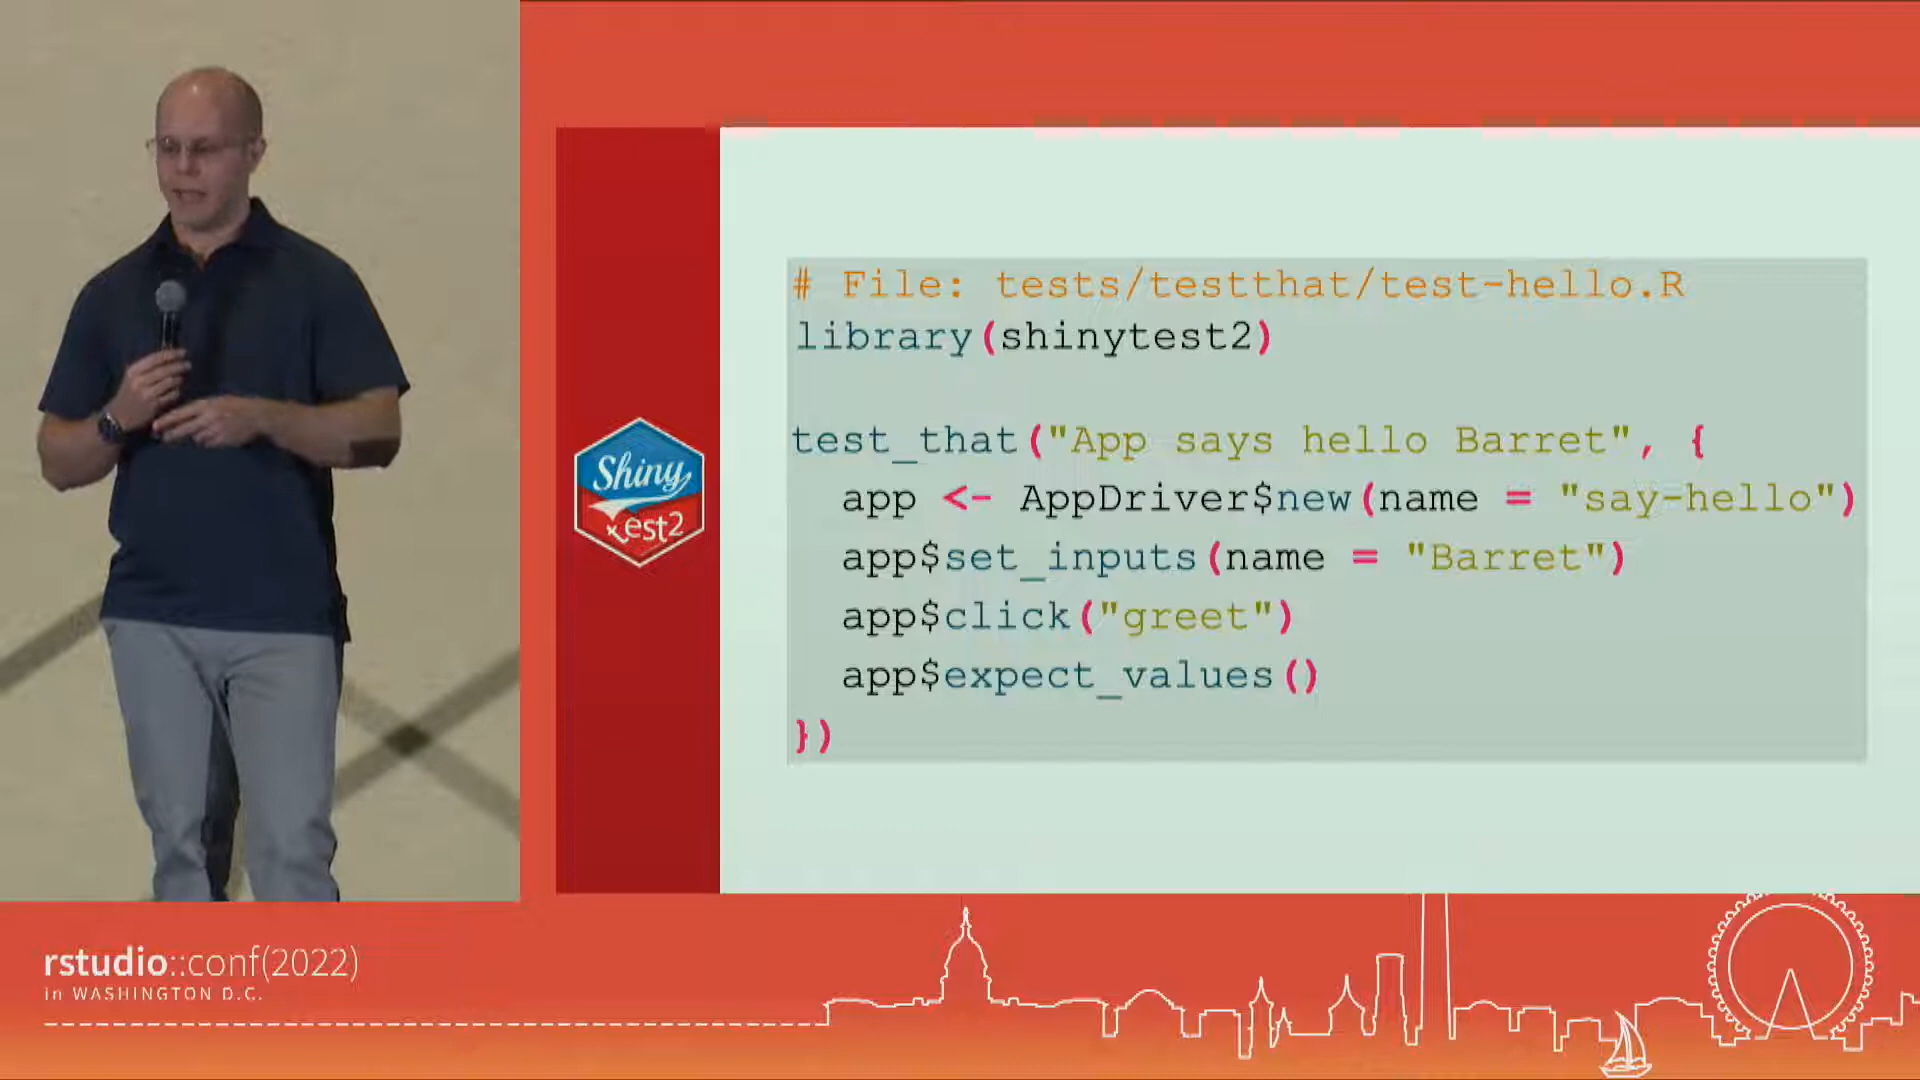 # File: tests/testthat/test-hello.R
library(shinytest2)
test_that("App says hello Barret", {
  app <- AppDriver$new(name = "say-hello")
  app$set_inputs(name = "Barret")
  app$click("greet")
  app$expect_values()
})
Shiny
test2
rstudio::conf(2022)
in WASHINGTON D.C.